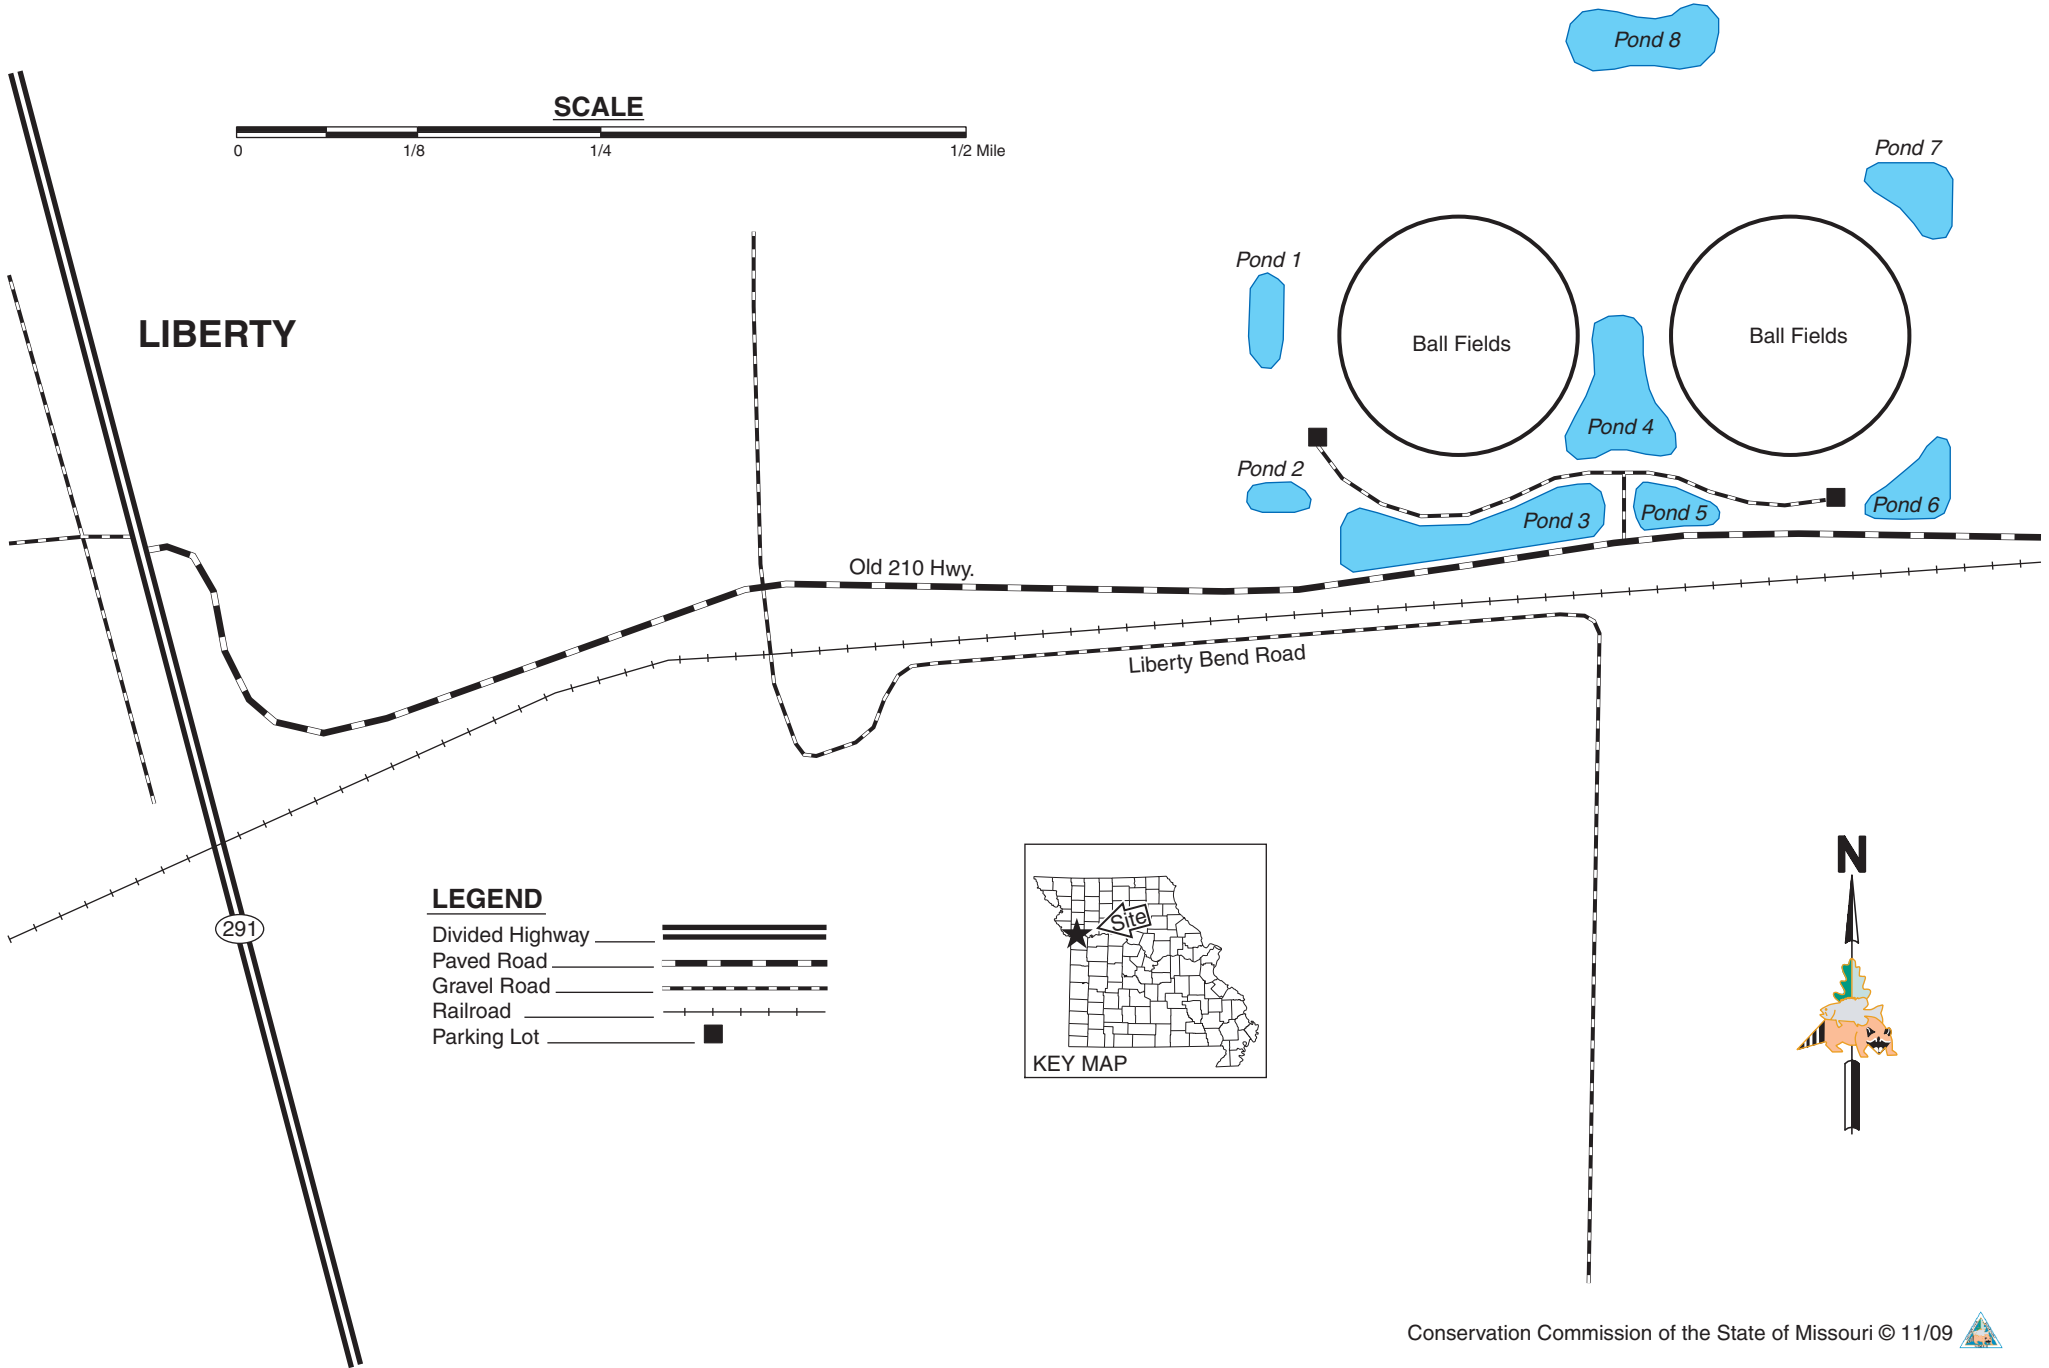 Pond 8
SCALE
0 1/8 1/4 1/2 Mile
Pond 7
Pond 1
LIBERTY
Ball Fields
Ball Fields
Pond 4
Pond 2
Pond 6
Pond 3
Pond 5
Old 210 Hwy.
Liberty Bend Road
N
291
LEGEND
Divided Highway
Paved Road
Gravel Road
Railroad
Parking Lot
Site
KEY MAP
Conservation Commission of the State of Missouri © 11/09